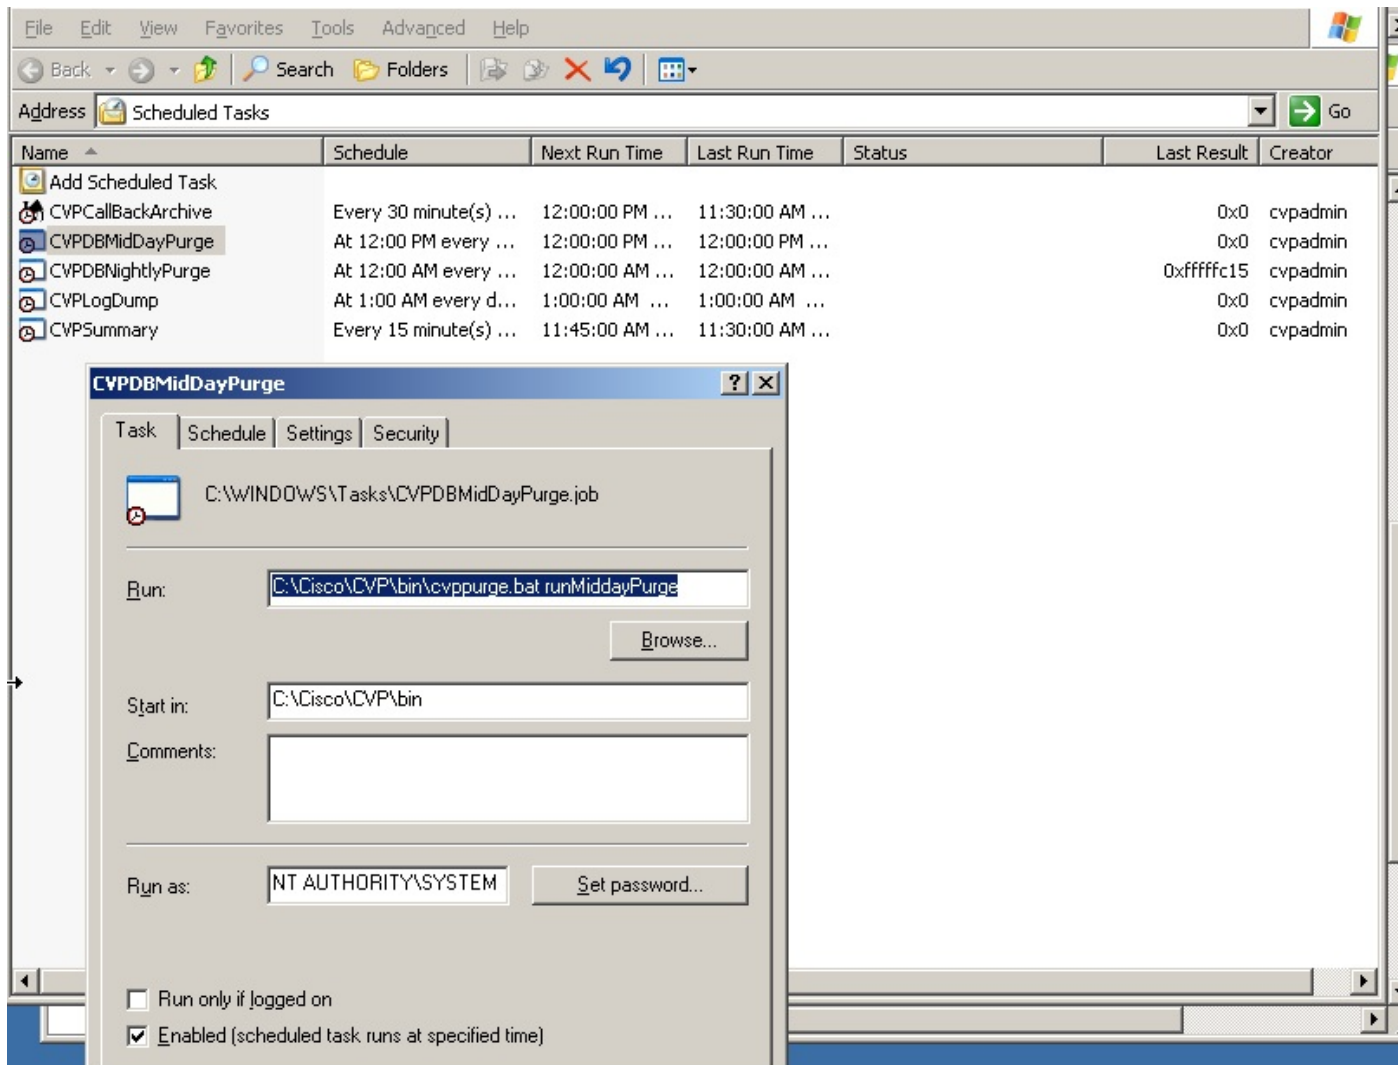 File Edit View Favorites Tools Advanced Help
Back Search Folders
Address Scheduled Tasks Go
Name Schedule Next Run Time Last Run Time Status Last Result Creator
Add Scheduled Task
CVPCallBackArchive Every 30 minute(s) ... 12:00:00 PM ... 11:30:00 AM ... 0x0 cvpadmin
CVPDBMidDayPurge At 12:00 PM every ... 12:00:00 PM ... 12:00:00 PM ... 0x0 cvpadmin
CVPDBNightlyPurge At 12:00 AM every ... 12:00:00 AM ... 12:00:00 AM ... 0xfffffc15 cvpadmin
CVPLogDump At 1:00 AM every d... 1:00:00 AM ... 1:00:00 AM ... 0x0 cvpadmin
CVPSummary Every 15 minute(s) ... 11:45:00 AM ... 11:30:00 AM ... 0x0 cvpadmin
CVPDBMidDayPurge
Task Schedule Settings Security
C:\WINDOWS\Tasks\CVPDBMidDayPurge.job
Run: C:\Cisco\CVP\bin\cvppurge.bat runMiddayPurge
Browse...
Start in: C:\Cisco\CVP\bin
Comments:
Run as: NT AUTHORITY\SYSTEM Set password...
Run only if logged on
Enabled (scheduled task runs at specified time)